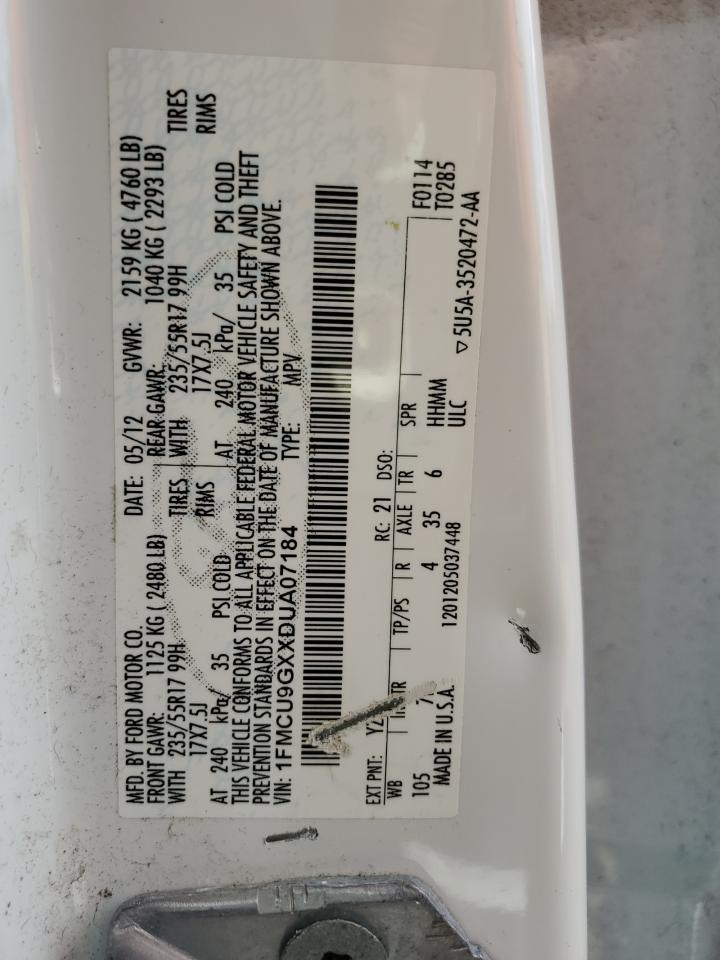 MFD. BY FORD MOTOR CO. DATE: 05/12 GVWR: 2159 KG ( 4760 LB)
FRONT GAWR: 1125 KG ( 2480 LB) REAR GAWR: 1040 KG ( 2293 LB)
WITH 235/55R17 99H TIRES WITH 235/55R17 99H TIRES
17X7.5J RIMS 17X7.5J RIMS
AT 240 kPa/ 35 PSI COLD AT 240 kPa/ 35 PSI COLD
THIS VEHICLE CONFORMS TO ALL APPLICABLE FEDERAL MOTOR VEHICLE SAFETY AND THEFT
PREVENTION STANDARDS IN EFFECT ON THE DATE OF MANUFACTURE SHOWN ABOVE.
VIN: 1FMCU9GXXDUA07184 TYPE: MPV
EXT PNT: RC: 21 DSO:
WB TR TP/PS R AXLE TR SPR F0114
105 4 35 6 HHMM T0285
MADE IN U.S.A. 1201205037448 ULC
▽ 5U5A-3520472-AA